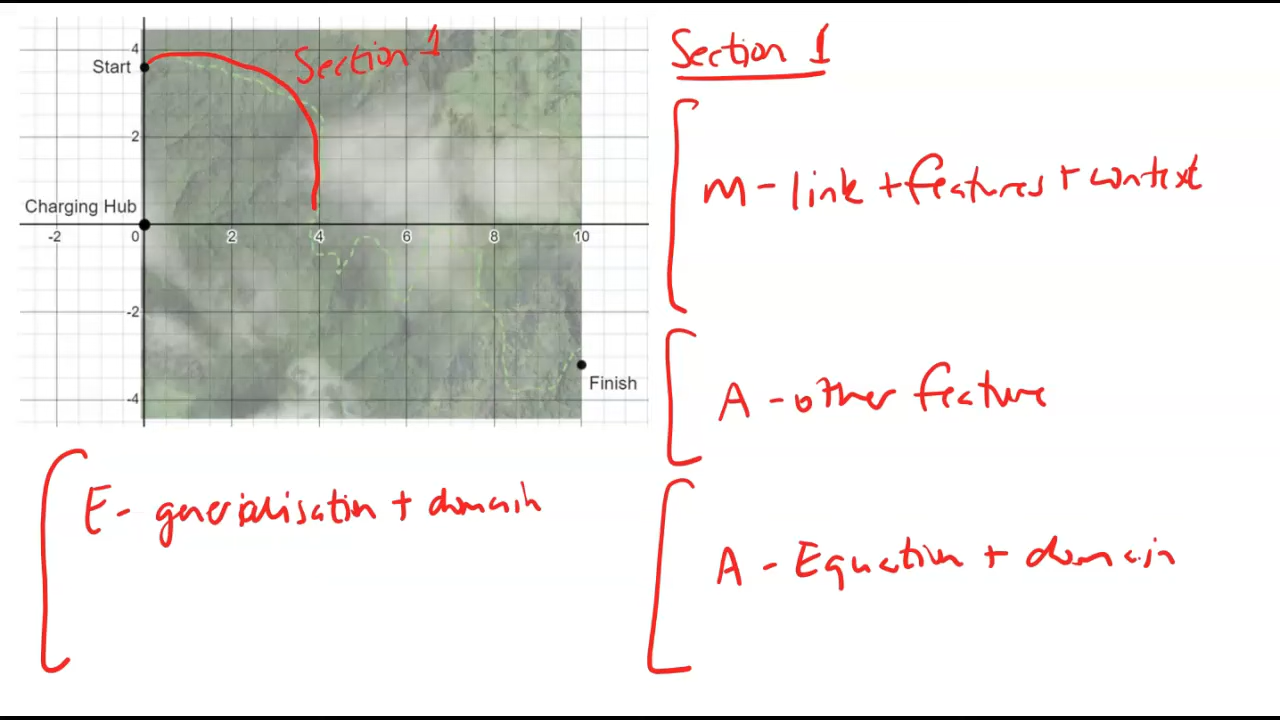 4
Start
Section 1
2
Charging Hub
-2
0
2
4
6
8
10
-2
-4
Finish
Section 1
M - link + features + context
A - other feature
A - Equation + domain
E - generialisation + domain